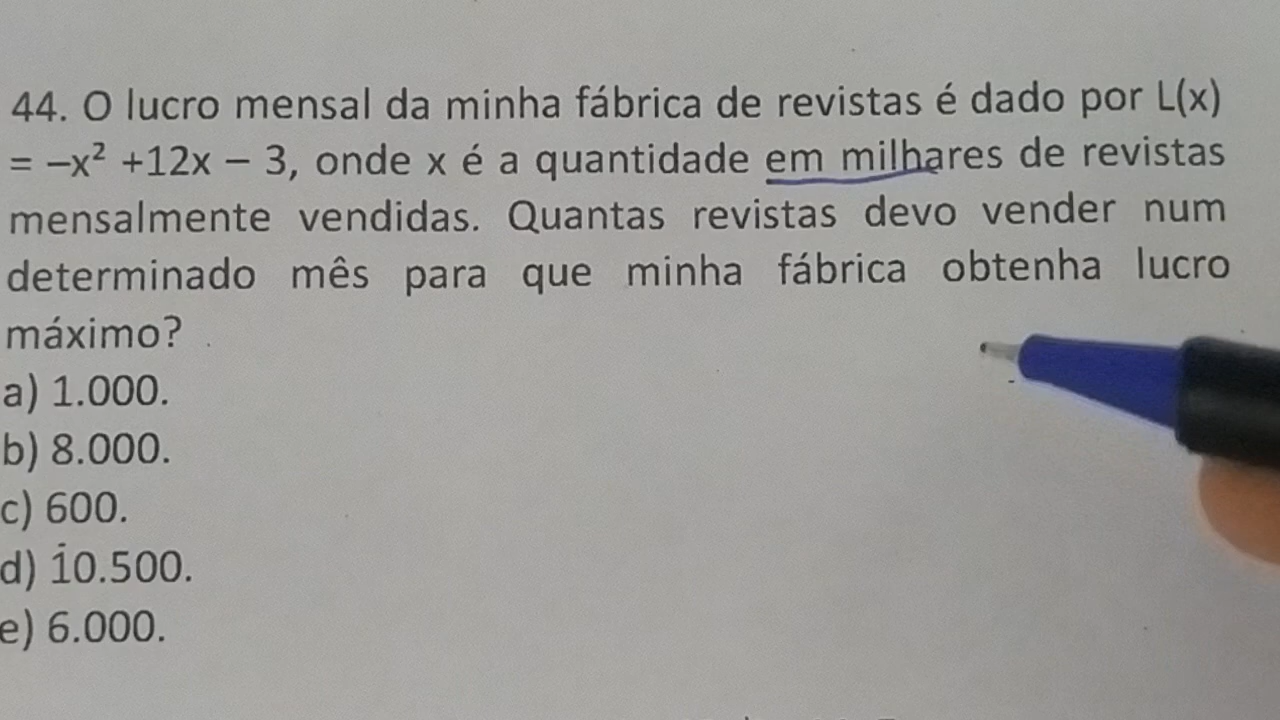 44. O lucro mensal da minha fábrica de revistas é dado por L(x)
= –x² +12x – 3, onde x é a quantidade em milhares de revistas
mensalmente vendidas. Quantas revistas devo vender num
determinado mês para que minha fábrica obtenha lucro
máximo?
a) 1.000.
b) 8.000.
c) 600.
d) 10.500.
e) 6.000.